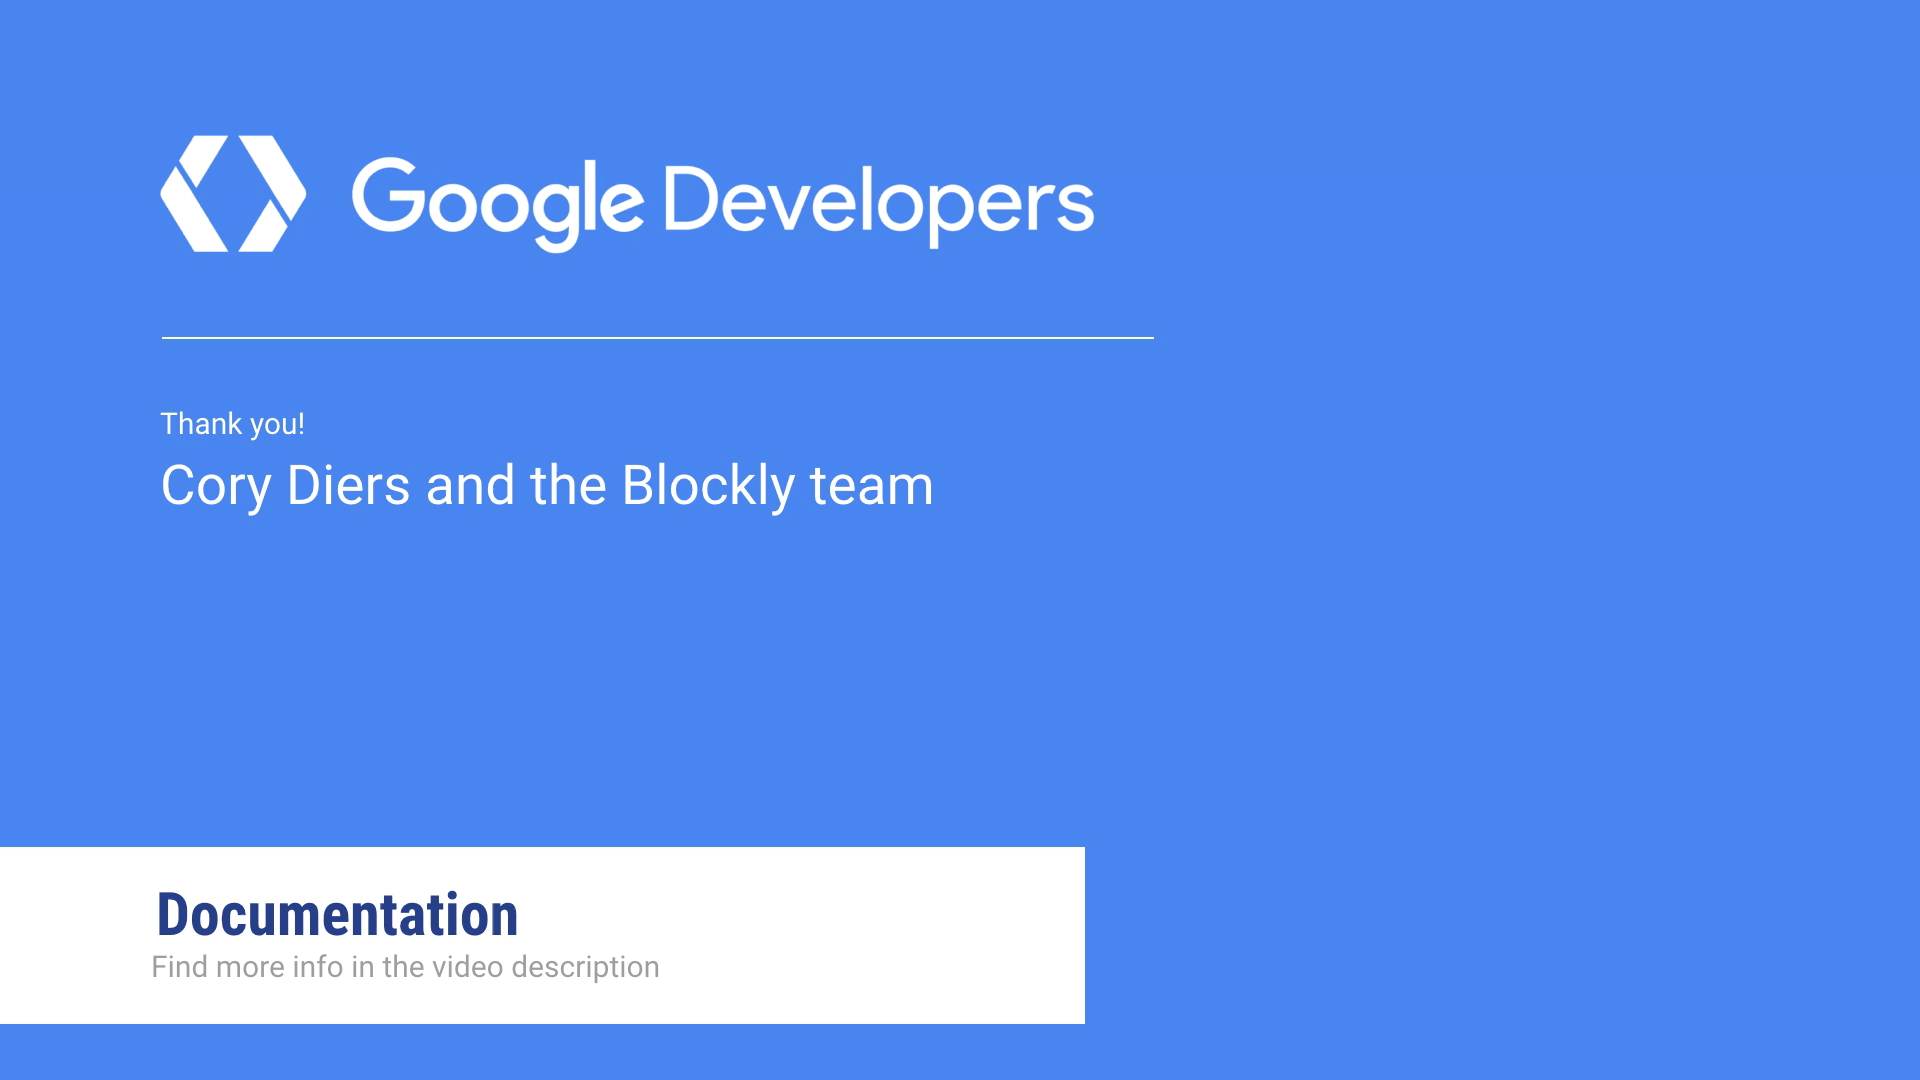 Google Developers
Thank you!
Cory Diers and the Blockly team
Documentation
Find more info in the video description